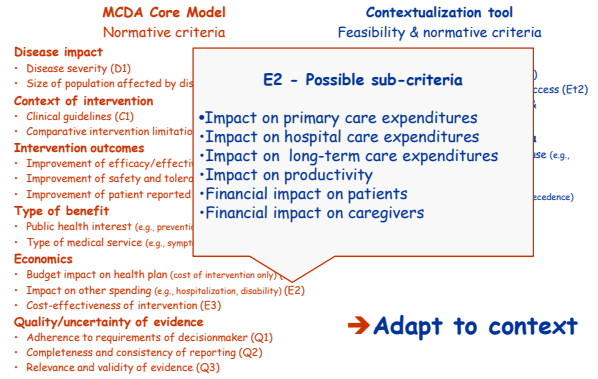 MCDA Core Model
Normative criteria
Contextualization tool
Feasibility & normative criteria
Disease impact
• Disease severity (D1)
• Size of population affected by dis
Context of intervention
• Clinical guidelines (C1)
• Comparative intervention limitatio
Intervention outcomes
• Improvement of efficacy/effecti
• Improvement of safety and tolera
• Improvement of patient reported
Type of benefit
• Public health interest (e.g., preventi
• Type of medical service (e.g., sympt
Economics
• Budget impact on health plan (cost of intervention only)
• Impact on other spending (e.g., hospitalization, disability) (E2)
• Cost-effectiveness of intervention (E3)
Quality/uncertainty of evidence
• Adherence to requirements of decisionmaker (Q1)
• Completeness and consistency of reporting (Q2)
• Relevance and validity of evidence (Q3)
E2 - Possible sub-criteria
•Impact on primary care expenditures
•Impact on hospital care expenditures
•Impact on long-term care expenditures
•Impact on productivity
•Financial impact on patients
•Financial impact on caregivers
)
ccess (Et2)
&
se (e.g.,
ecedence)
➔Adapt to context